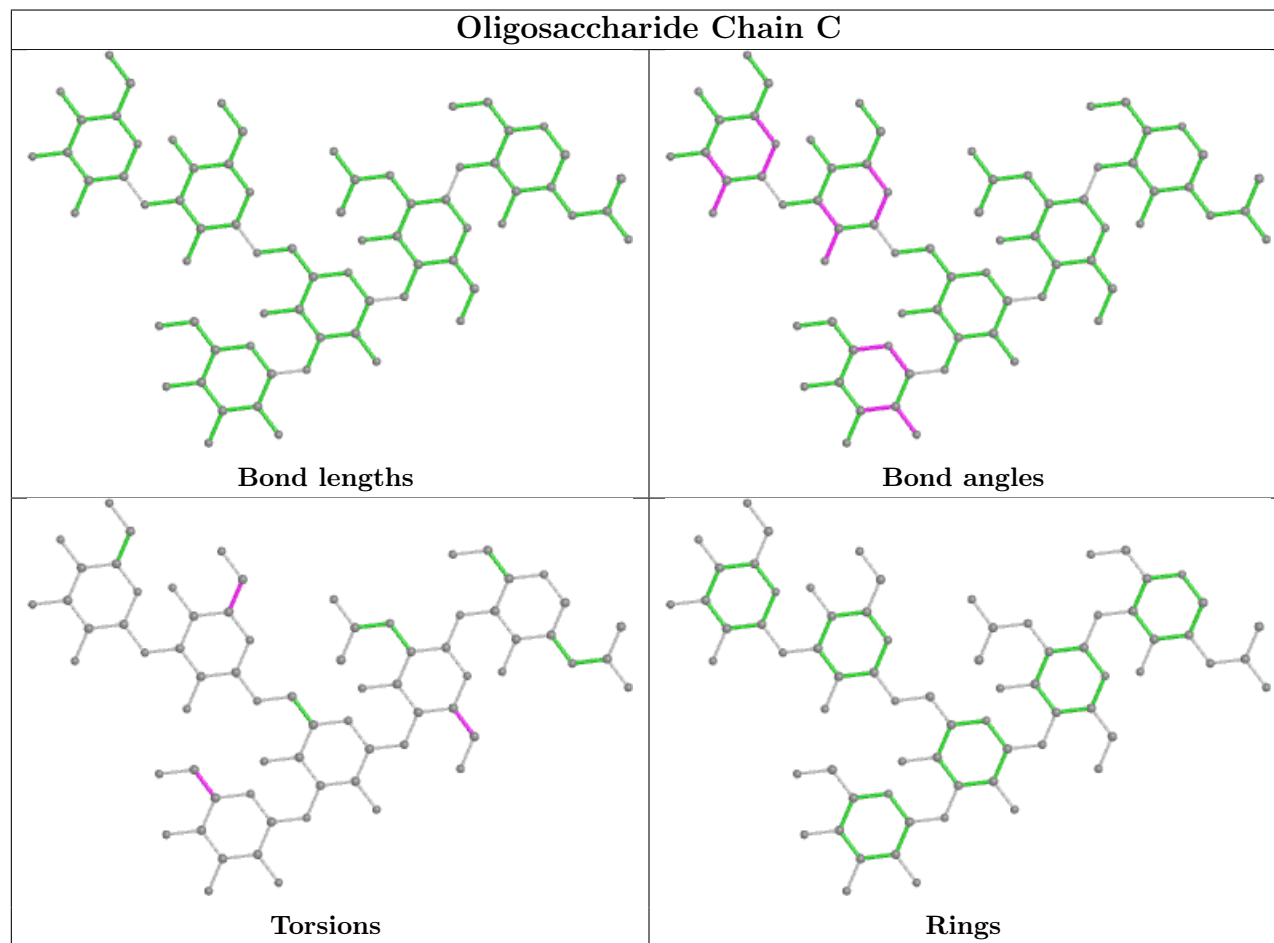 Oligosaccharide Chain C
Bond lengths
Bond angles
Torsions
Rings